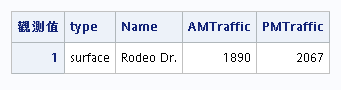 觀測值 type Name AMTraffic PMTraffic
1 surface Rodeo Dr. 1890 2067